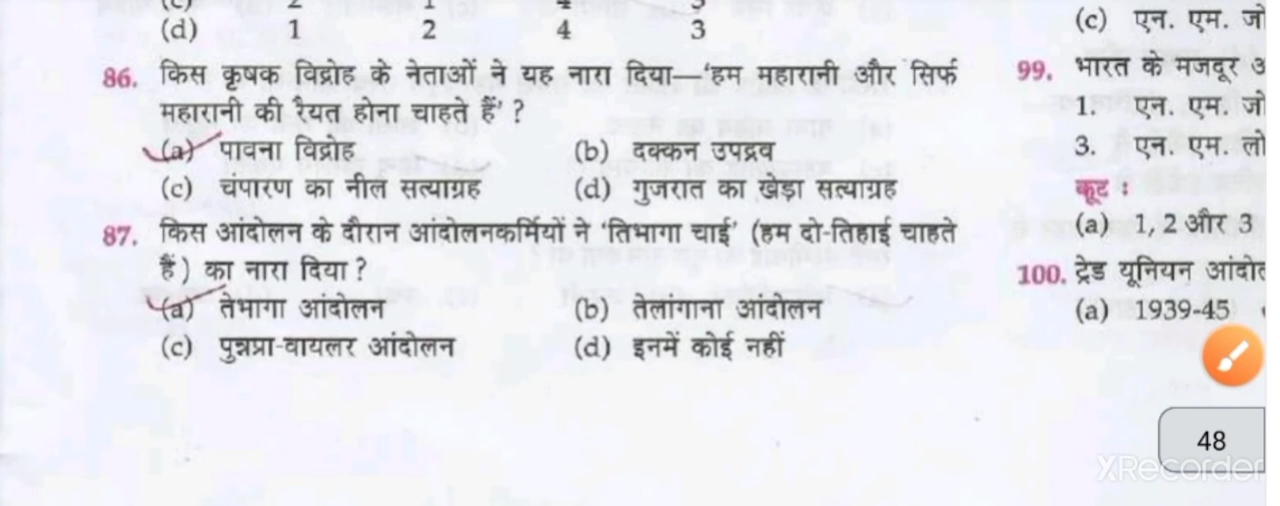 (d) 1 2 4 3
86. किस कृषक विद्रोह के नेताओं ने यह नारा दिया—'हम महारानी और सिर्फ
महारानी की रैयत होना चाहते हैं' ?
(a) पावना विद्रोह (b) दक्कन उपद्रव
(c) चंपारण का नील सत्याग्रह (d) गुजरात का खेड़ा सत्याग्रह
87. किस आंदोलन के दौरान आंदोलनकर्मियों ने 'तिभागा चाई' (हम दो-तिहाई चाहते
हैं) का नारा दिया ?
(a) तेभागा आंदोलन (b) तेलांगाना आंदोलन
(c) पुन्नप्रा-वायलर आंदोलन (d) इनमें कोई नहीं
(c) एन. एम. जो
99. भारत के मजदूर
1. एन. एम. जो
3. एन. एम. लो
कूट :
(a) 1, 2 और 3
100. ट्रेड यूनियन
(a) 1939-45
48
XRecorder